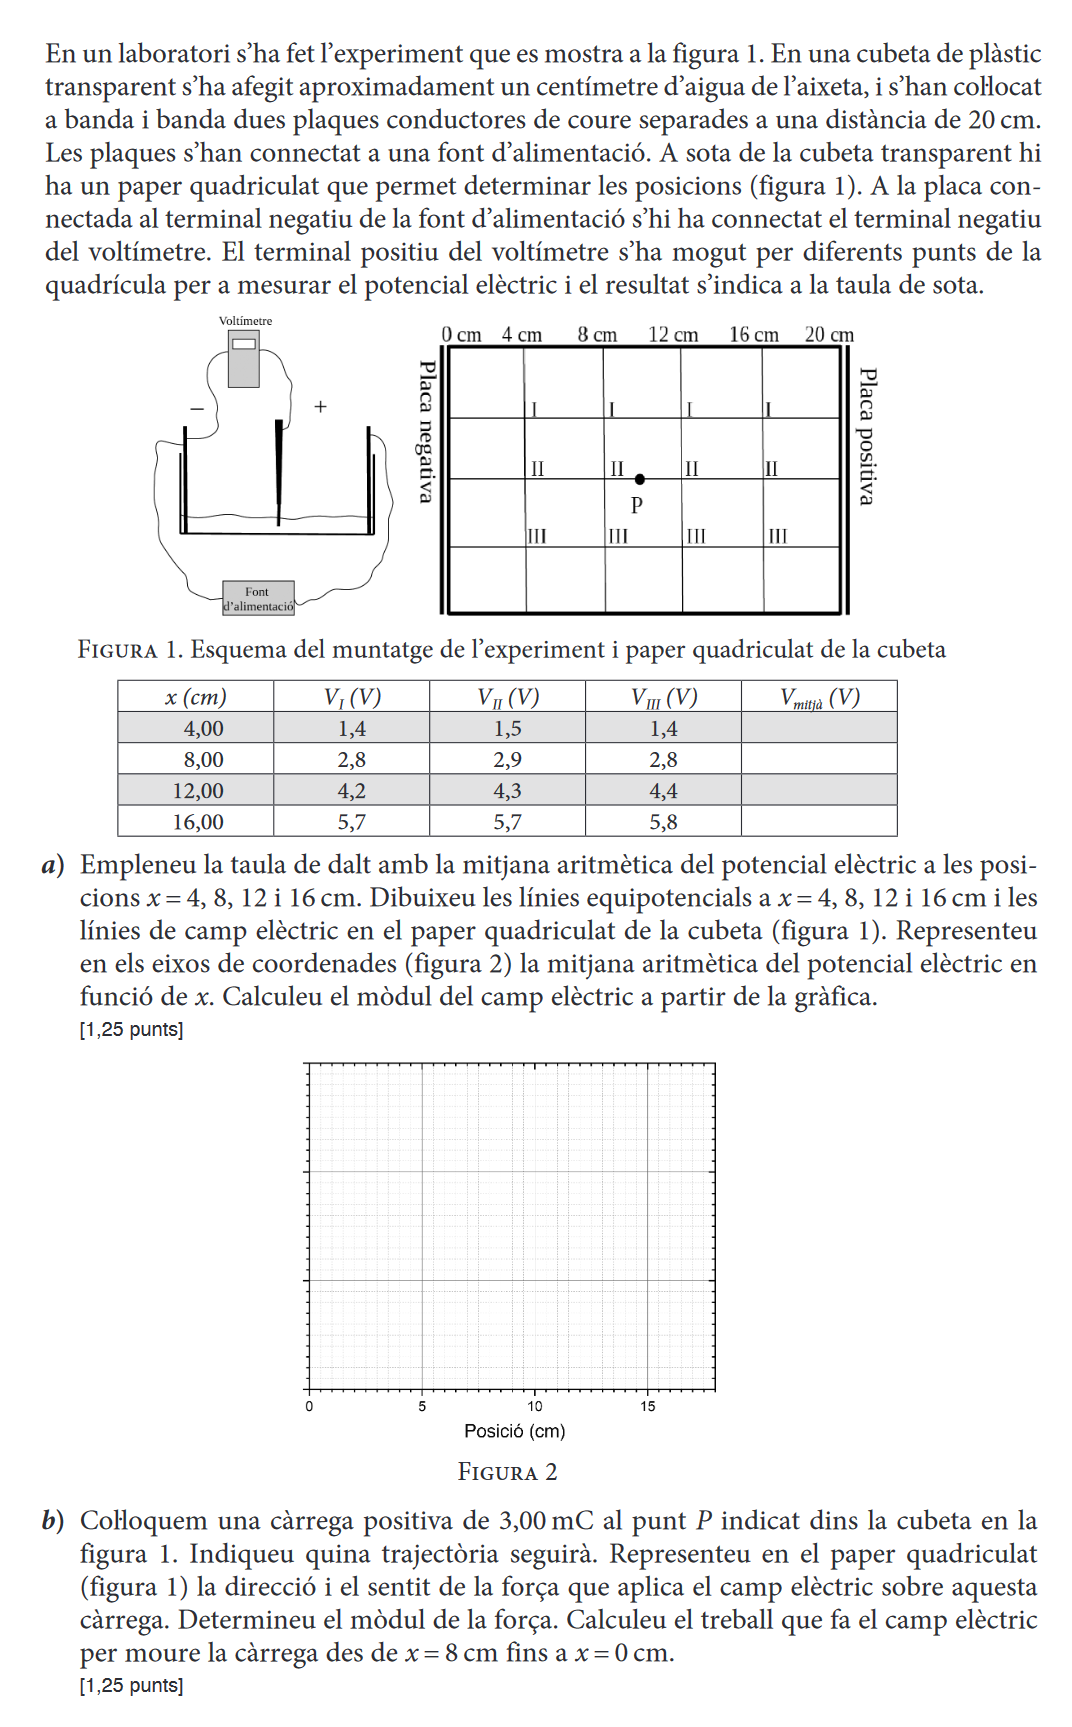 En un laboratori s’ha fet l’experiment que es mostra a la figura 1. En una cubeta de plàstic
transparent s’ha afegit aproximadament un centímetre d’aigua de l’aixeta, i s’han col·locat
a banda i banda dues plaques conductores de coure separades a una distància de 20 cm.
Les plaques s’han connectat a una font d’alimentació. A sota de la cubeta transparent hi
ha un paper quadriculat que permet determinar les posicions (figura 1). A la placa con-
nectada al terminal negatiu de la font d’alimentació s’hi ha connectat el terminal negatiu
del voltímetre. El terminal positiu del voltímetre s’ha mogut per diferents punts de la
quadrícula per a mesurar el potencial elèctric i el resultat s’indica a la taula de sota.
Voltímetre
– +
Font
d’alimentació
0 cm 4 cm 8 cm 12 cm 16 cm 20 cm
Placa negativa
I I I I
II II II II
P
III III III III
Placa positiva
FIGURA 1. Esquema del muntatge de l’experiment i paper quadriculat de la cubeta
x (cm) V_I (V) V_II (V) V_III (V) V_mitjà (V)
4,00 1,4 1,5 1,4
8,00 2,8 2,9 2,8
12,00 4,2 4,3 4,4
16,00 5,7 5,7 5,8
a) Empleneu la taula de dalt amb la mitjana aritmètica del potencial elèctric a les posi-
cions x = 4, 8, 12 i 16 cm. Dibuixeu les línies equipotencials a x = 4, 8, 12 i 16 cm i les
línies de camp elèctric en el paper quadriculat de la cubeta (figura 1). Representeu
en els eixos de coordenades (figura 2) la mitjana aritmètica del potencial elèctric en
funció de x. Calculeu el mòdul del camp elèctric a partir de la gràfica.
[1,25 punts]
0 5 10 15
Posició (cm)
FIGURA 2
b) Col·loquem una càrrega positiva de 3,00 mC al punt P indicat dins la cubeta en la
figura 1. Indiqueu quina trajectòria seguirà. Representeu en el paper quadriculat
(figura 1) la direcció i el sentit de la força que aplica el camp elèctric sobre aquesta
càrrega. Determineu el mòdul de la força. Calculeu el treball que fa el camp elèctric
per moure la càrrega des de x = 8 cm fins a x = 0 cm.
[1,25 punts]